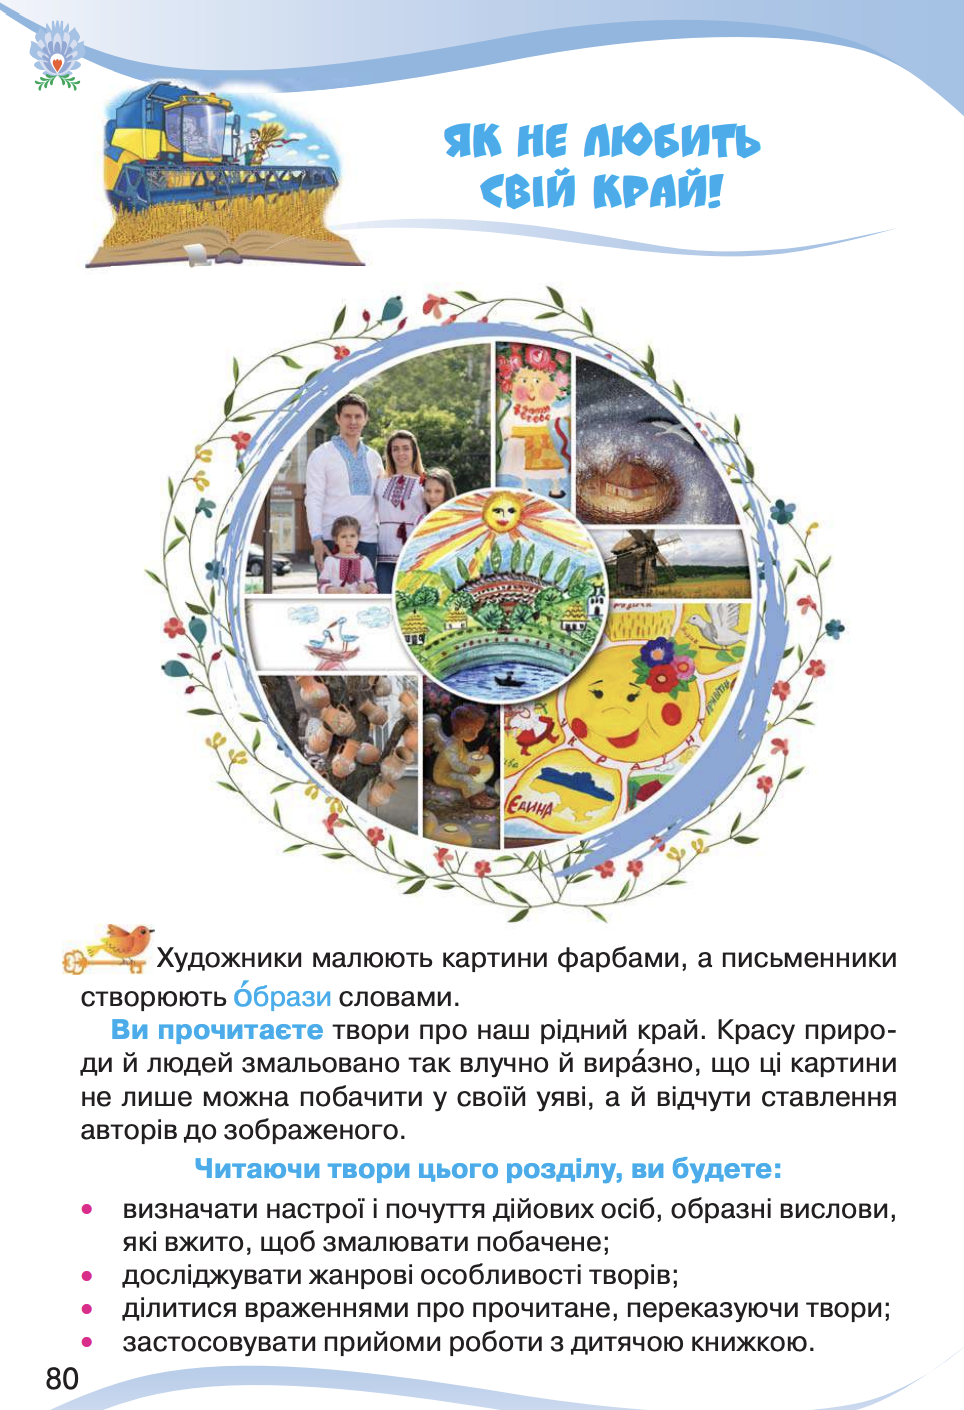 ЯК НЕ ЛЮБИТЬ
СВІЙ КРАЙ!
УКРАЇНА
ЄДИНА
Художники малюють картини фарбами, а письменники
створюють о́брази словами.
Ви прочитаєте твори про наш рідний край. Красу приро-
ди й людей змальовано так влучно й вира́зно, що ці картини
не лише можна побачити у своїй уяві, а й відчути ставлення
авторів до зображеного.
Читаючи твори цього розділу, ви будете:
• визначати настрої і почуття дійових осіб, образні вислови,
які вжито, щоб змалювати побачене;
• досліджувати жанрові особливості творів;
• ділитися враженнями про прочитане, переказуючи твори;
• застосовувати прийоми роботи з дитячою книжкою.
80